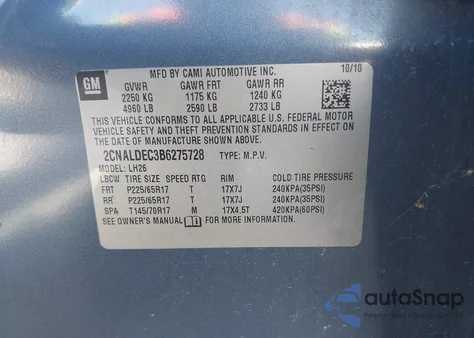 MFD BY CAMI AUTOMOTIVE INC. 10/10
GM GVWR GAWR FRT GAWR RR
2250 KG 1175 KG 1240 KG
4960 LB 2590 LB 2733 LB
THIS VEHICLE CONFORMS TO ALL APPLICABLE U.S. FEDERAL MOTOR
VEHICLE SAFETY AND THEFT PREVENTION STANDARDS IN EFFECT ON
THE DATE OF MANUFACTURE SHOWN ABOVE.
2CNALDEC3B6275728 TYPE: M.P.V.
MODEL: LH26
LBCW TIRE SIZE SPEED RTG RIM COLD TIRE PRESSURE
FRT P225/65R17 T 17X7J 240KPA(35PSI)
RR P225/65R17 T 17X7J 240KPA(35PSI)
SPA T145/70R17 M 17X4.5T 420KPA(60PSI)
SEE OWNER'S MANUAL FOR MORE INFORMATION.
autoSnap